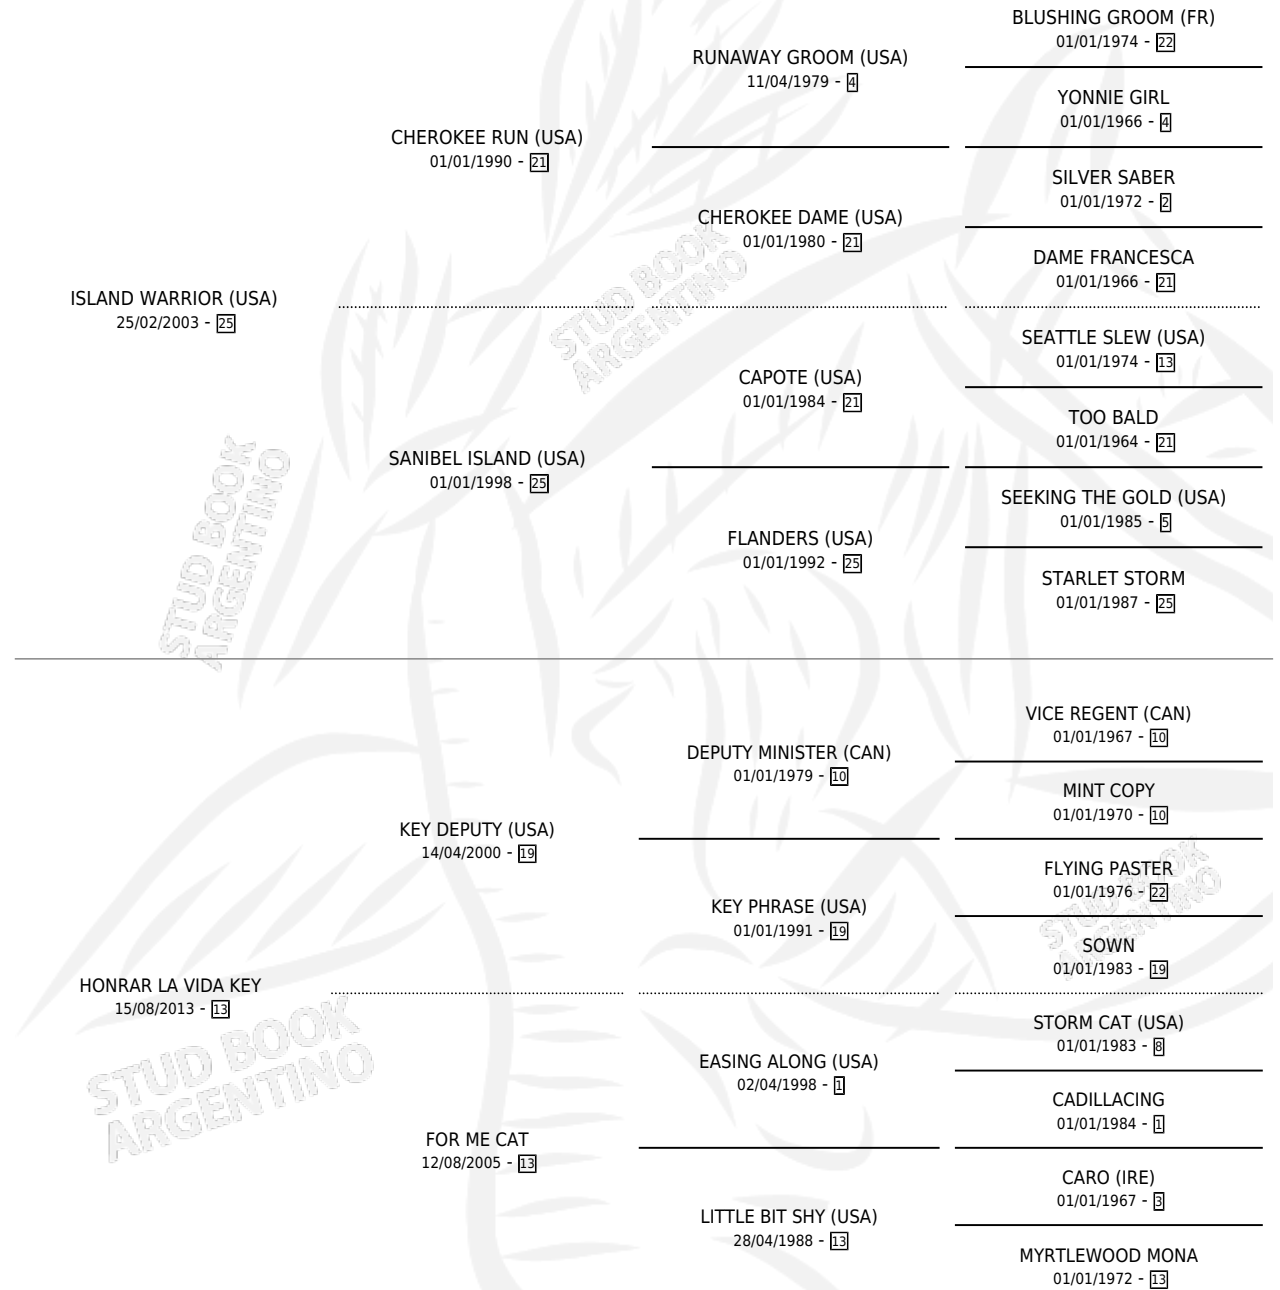 BLUSHING GROOM (FR)
01/01/1974 - 22
RUNAWAY GROOM (USA)
11/04/1979 - 4
YONNIE GIRL
01/01/1966 - 4
CHEROKEE RUN (USA)
01/01/1990 - 21
SILVER SABER
01/01/1972 - 2
CHEROKEE DAME (USA)
01/01/1980 - 21
DAME FRANCESCA
01/01/1966 - 21
ISLAND WARRIOR (USA)
25/02/2003 - 25
SEATTLE SLEW (USA)
01/01/1974 - 13
CAPOTE (USA)
01/01/1984 - 21
TOO BALD
01/01/1964 - 21
SANIBEL ISLAND (USA)
01/01/1998 - 25
SEEKING THE GOLD (USA)
01/01/1985 - 5
FLANDERS (USA)
01/01/1992 - 25
STARLET STORM
01/01/1987 - 25
VICE REGENT (CAN)
01/01/1967 - 10
DEPUTY MINISTER (CAN)
01/01/1979 - 10
MINT COPY
01/01/1970 - 10
KEY DEPUTY (USA)
14/04/2000 - 19
FLYING PASTER
01/01/1976 - 22
KEY PHRASE (USA)
01/01/1991 - 19
SOWN
01/01/1983 - 19
HONRAR LA VIDA KEY
15/08/2013 - 13
STORM CAT (USA)
01/01/1983 - 8
EASING ALONG (USA)
02/04/1998 - 1
CADILLACING
01/01/1984 - 1
FOR ME CAT
12/08/2005 - 13
CARO (IRE)
01/01/1967 - 3
LITTLE BIT SHY (USA)
28/04/1988 - 13
MYRTLEWOOD MONA
01/01/1972 - 13
STUD BOOK
ARGENTINO
STUD BOOK
ARGENTINO
STUD BOOK
ARGENTINO
STUD BOOK
ARGENTINO